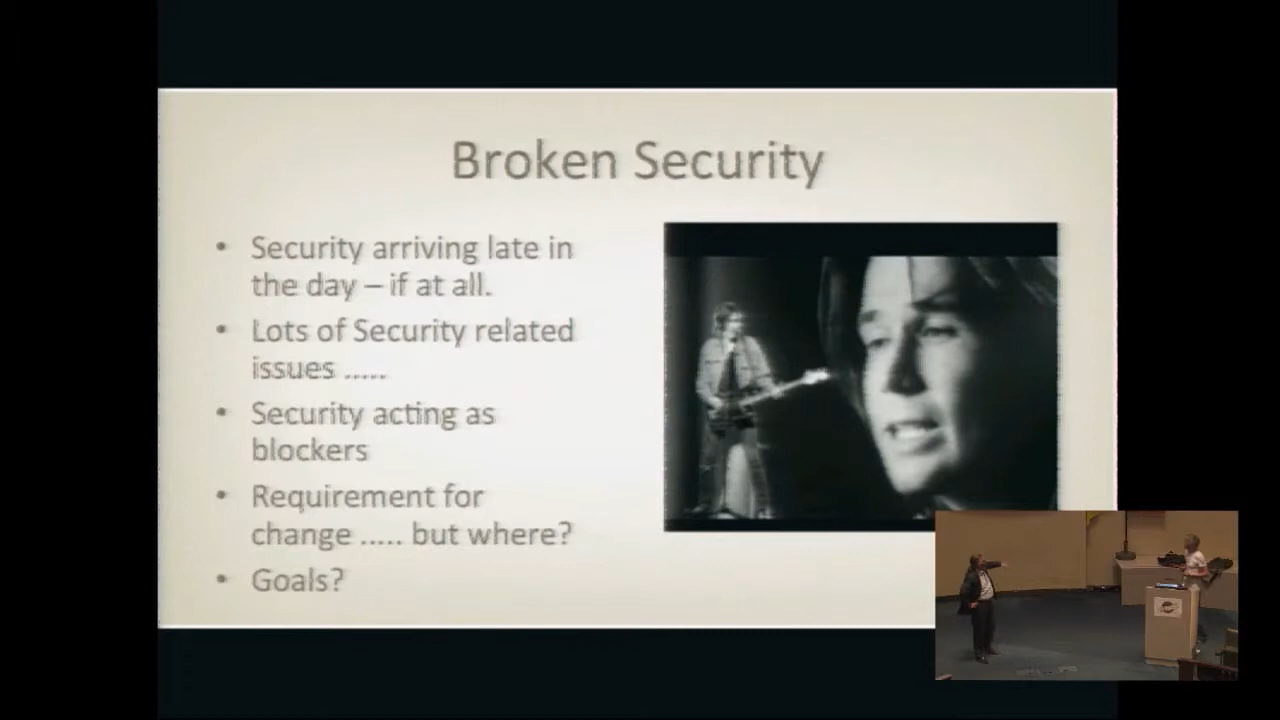 Broken Security
• Security arriving late in
the day – if at all.
• Lots of Security related
issues .....
• Security acting as
blockers
• Requirement for
change ..... but where?
• Goals?